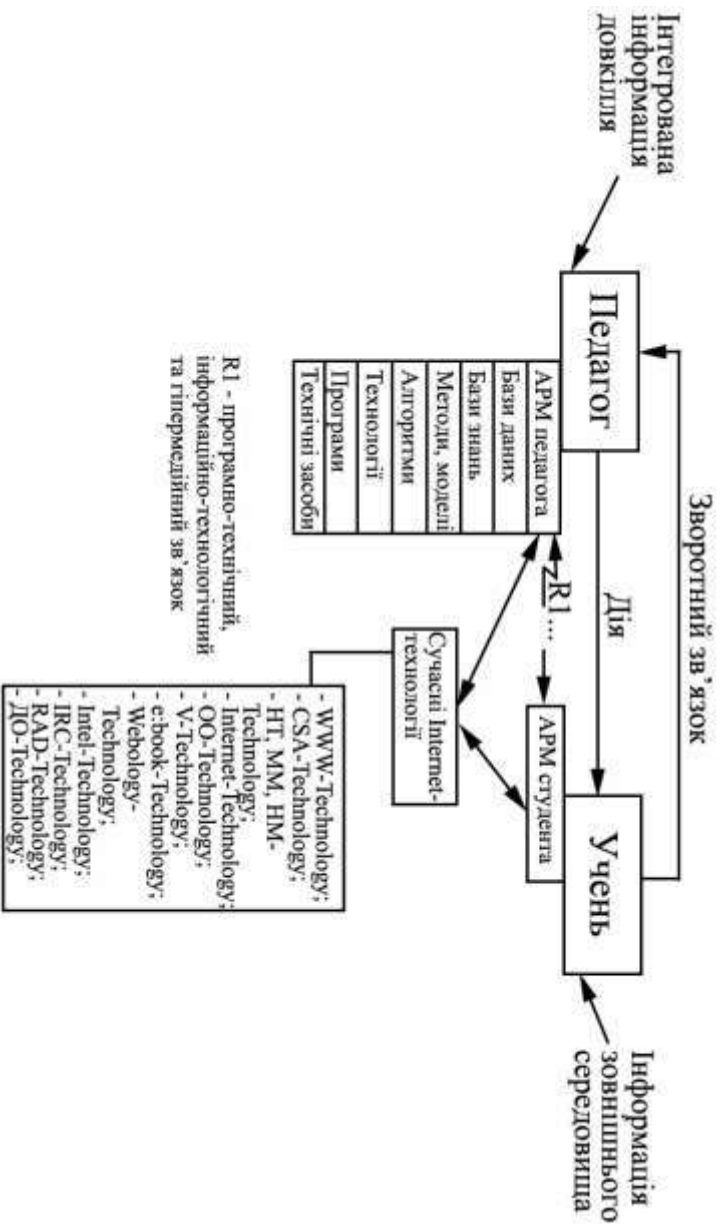 Зворотний зв’язок
Інтегрована
інформація
довкілля
Педагог
Дія
Учень
Інформація
зовнішнього
середовища
АРМ педагога
Бази даних
Бази знань
Методи, моделі
Алгоритми
Технології
Програми
Технічні засоби
R1...
АРМ студента
Сучасні Internet-
технології
R1 - програмно-технічний,
інформаційно-технологічний
та гіпермедійний зв’язок
- WWW-Technology;
- CSA-Technology;
- HT, MM, HM-
Technology;
- Internet-Technology;
- OO-Technology;
- V-Technology;
- e:book-Technology;
- Webology-
Technology;
- Intel-Technology;
- IRC-Technology;
- RAD-Technology;
- ДО-Technology;